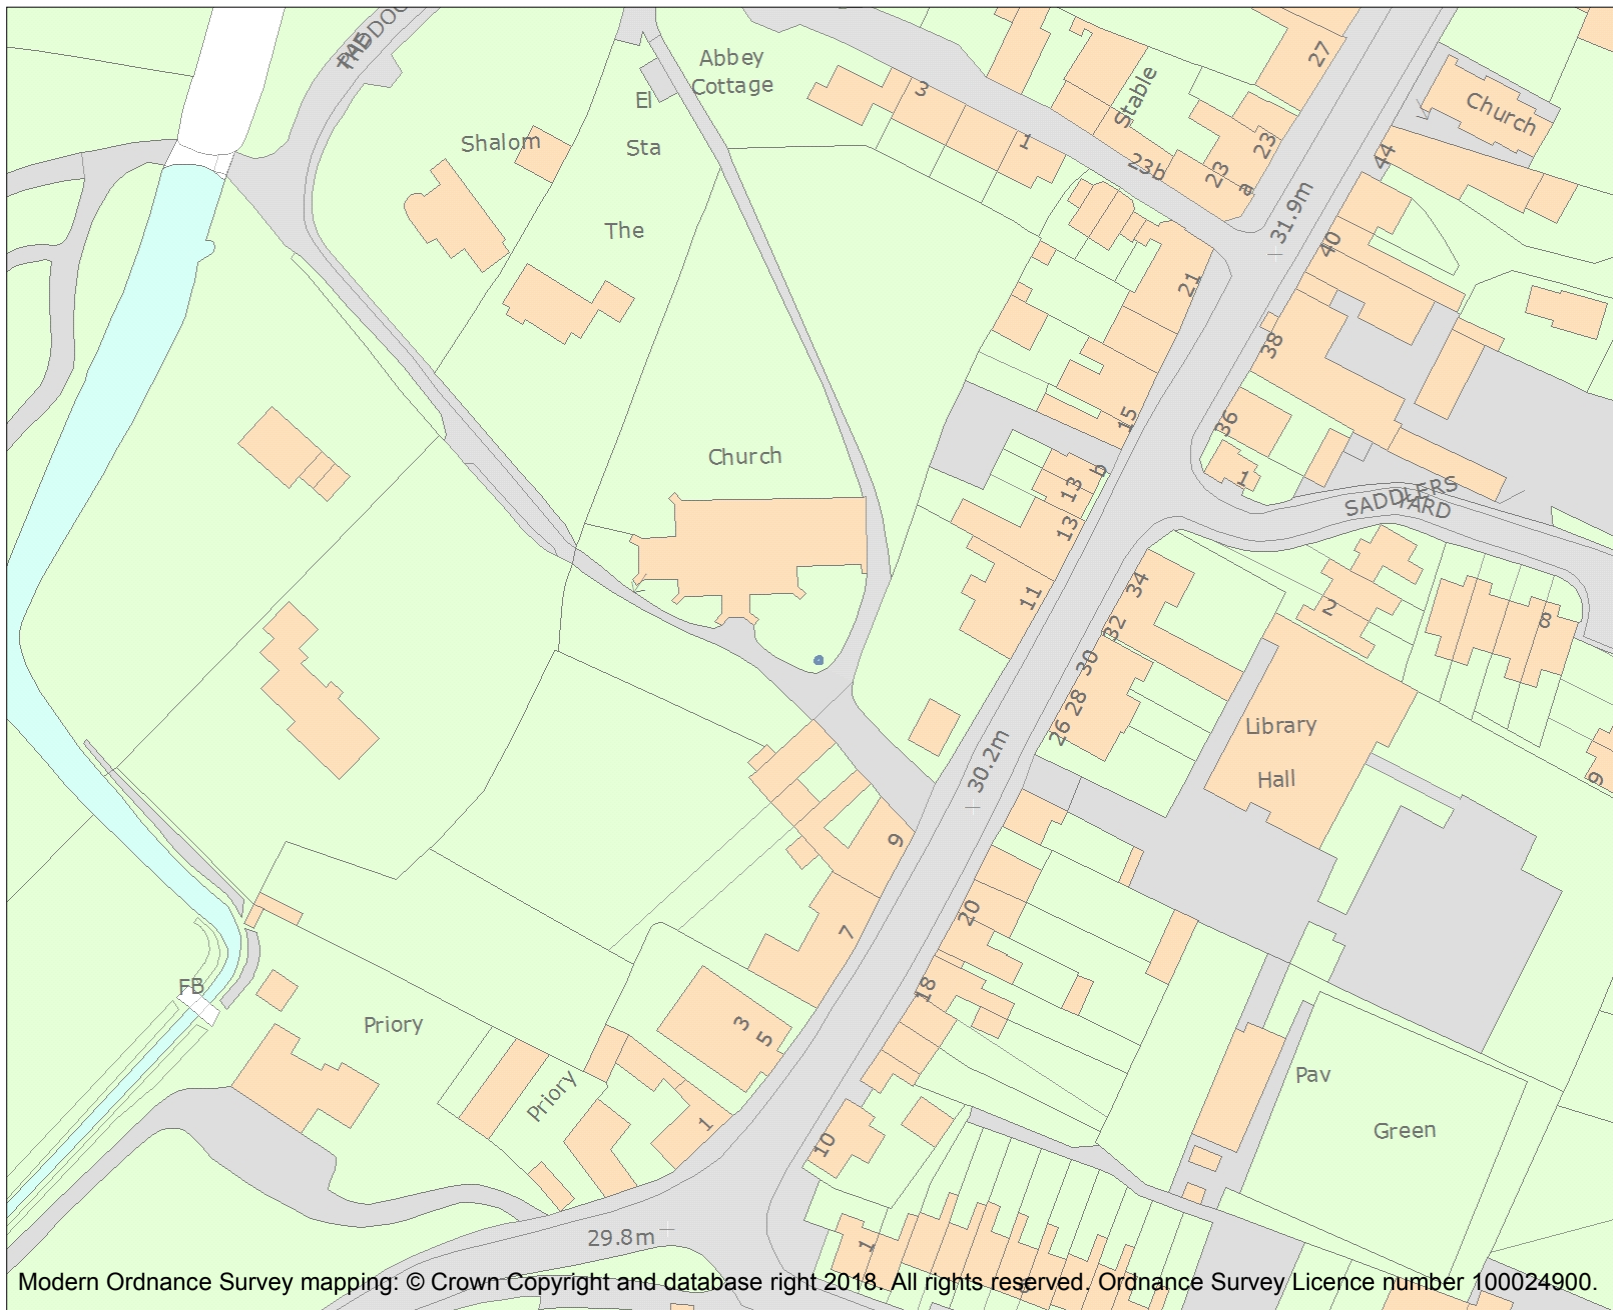 THE
PADDOC
Abbey
Cottage
El
Sta
Shalom
The
3
1
Stable
27
23
23
a
23b
Church
44
31.9m
40
21
38
15
36
1
Church
13 b
13
11
SADDLERS
YARD
34
32
30
28
26
2
8
9
Library
Hall
30.2m
9
7
20
18
FB
Priory
3
5
Priory
1
10
Pav
Green
29.8m
1
Modern Ordnance Survey mapping: © Crown Copyright and database right 2018. All rights reserved. Ordnance Survey Licence number 100024900.